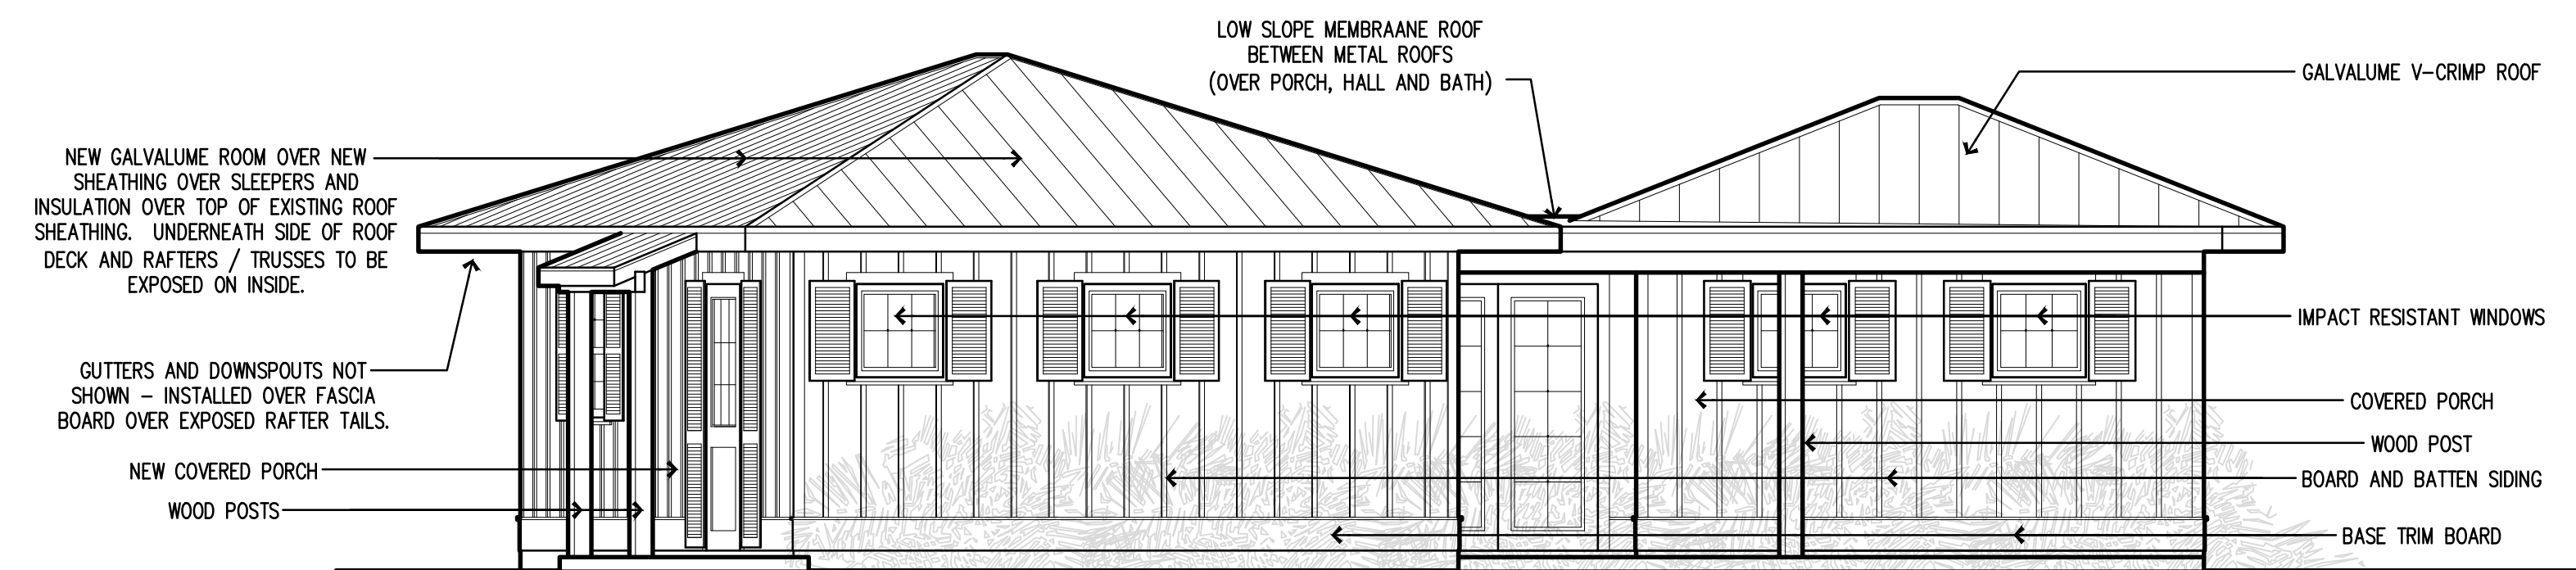 LOW SLOPE MEMBRAANE ROOF
BETWEEN METAL ROOFS
(OVER PORCH, HALL AND BATH)
GALVALUME V-CRIMP ROOF
NEW GALVALUME ROOM OVER NEW
SHEATHING OVER SLEEPERS AND
INSULATION OVER TOP OF EXISTING ROOF
SHEATHING. UNDERNEATH SIDE OF ROOF
DECK AND RAFTERS / TRUSSES TO BE
EXPOSED ON INSIDE.
GUTTERS AND DOWNSPOUTS NOT
SHOWN - INSTALLED OVER FASCIA
BOARD OVER EXPOSED RAFTER TAILS.
NEW COVERED PORCH
WOOD POSTS
IMPACT RESISTANT WINDOWS
COVERED PORCH
WOOD POST
BOARD AND BATTEN SIDING
BASE TRIM BOARD